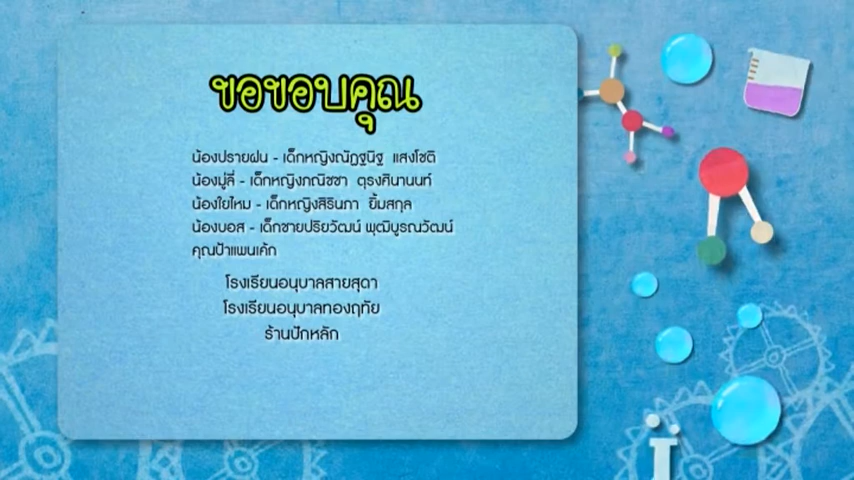 ขอขอบคุณ
น้องปรายฝน - เด็กหญิงณัฏฐนิฐ แสงโชติ
น้องมู่ลี่ - เด็กหญิงภณิชชา ตุรงศินานนท์
น้องใยไหม - เด็กหญิงสิรินภา ยิ้มสกุล
น้องบอส - เด็กชายปริยวัฒน์ พุฒิบูรณวัฒน์
คุณป้าแพนเค้ก
โรงเรียนอนุบาลสายสุดา
โรงเรียนอนุบาลทองฤทัย
ร้านปักหลัก